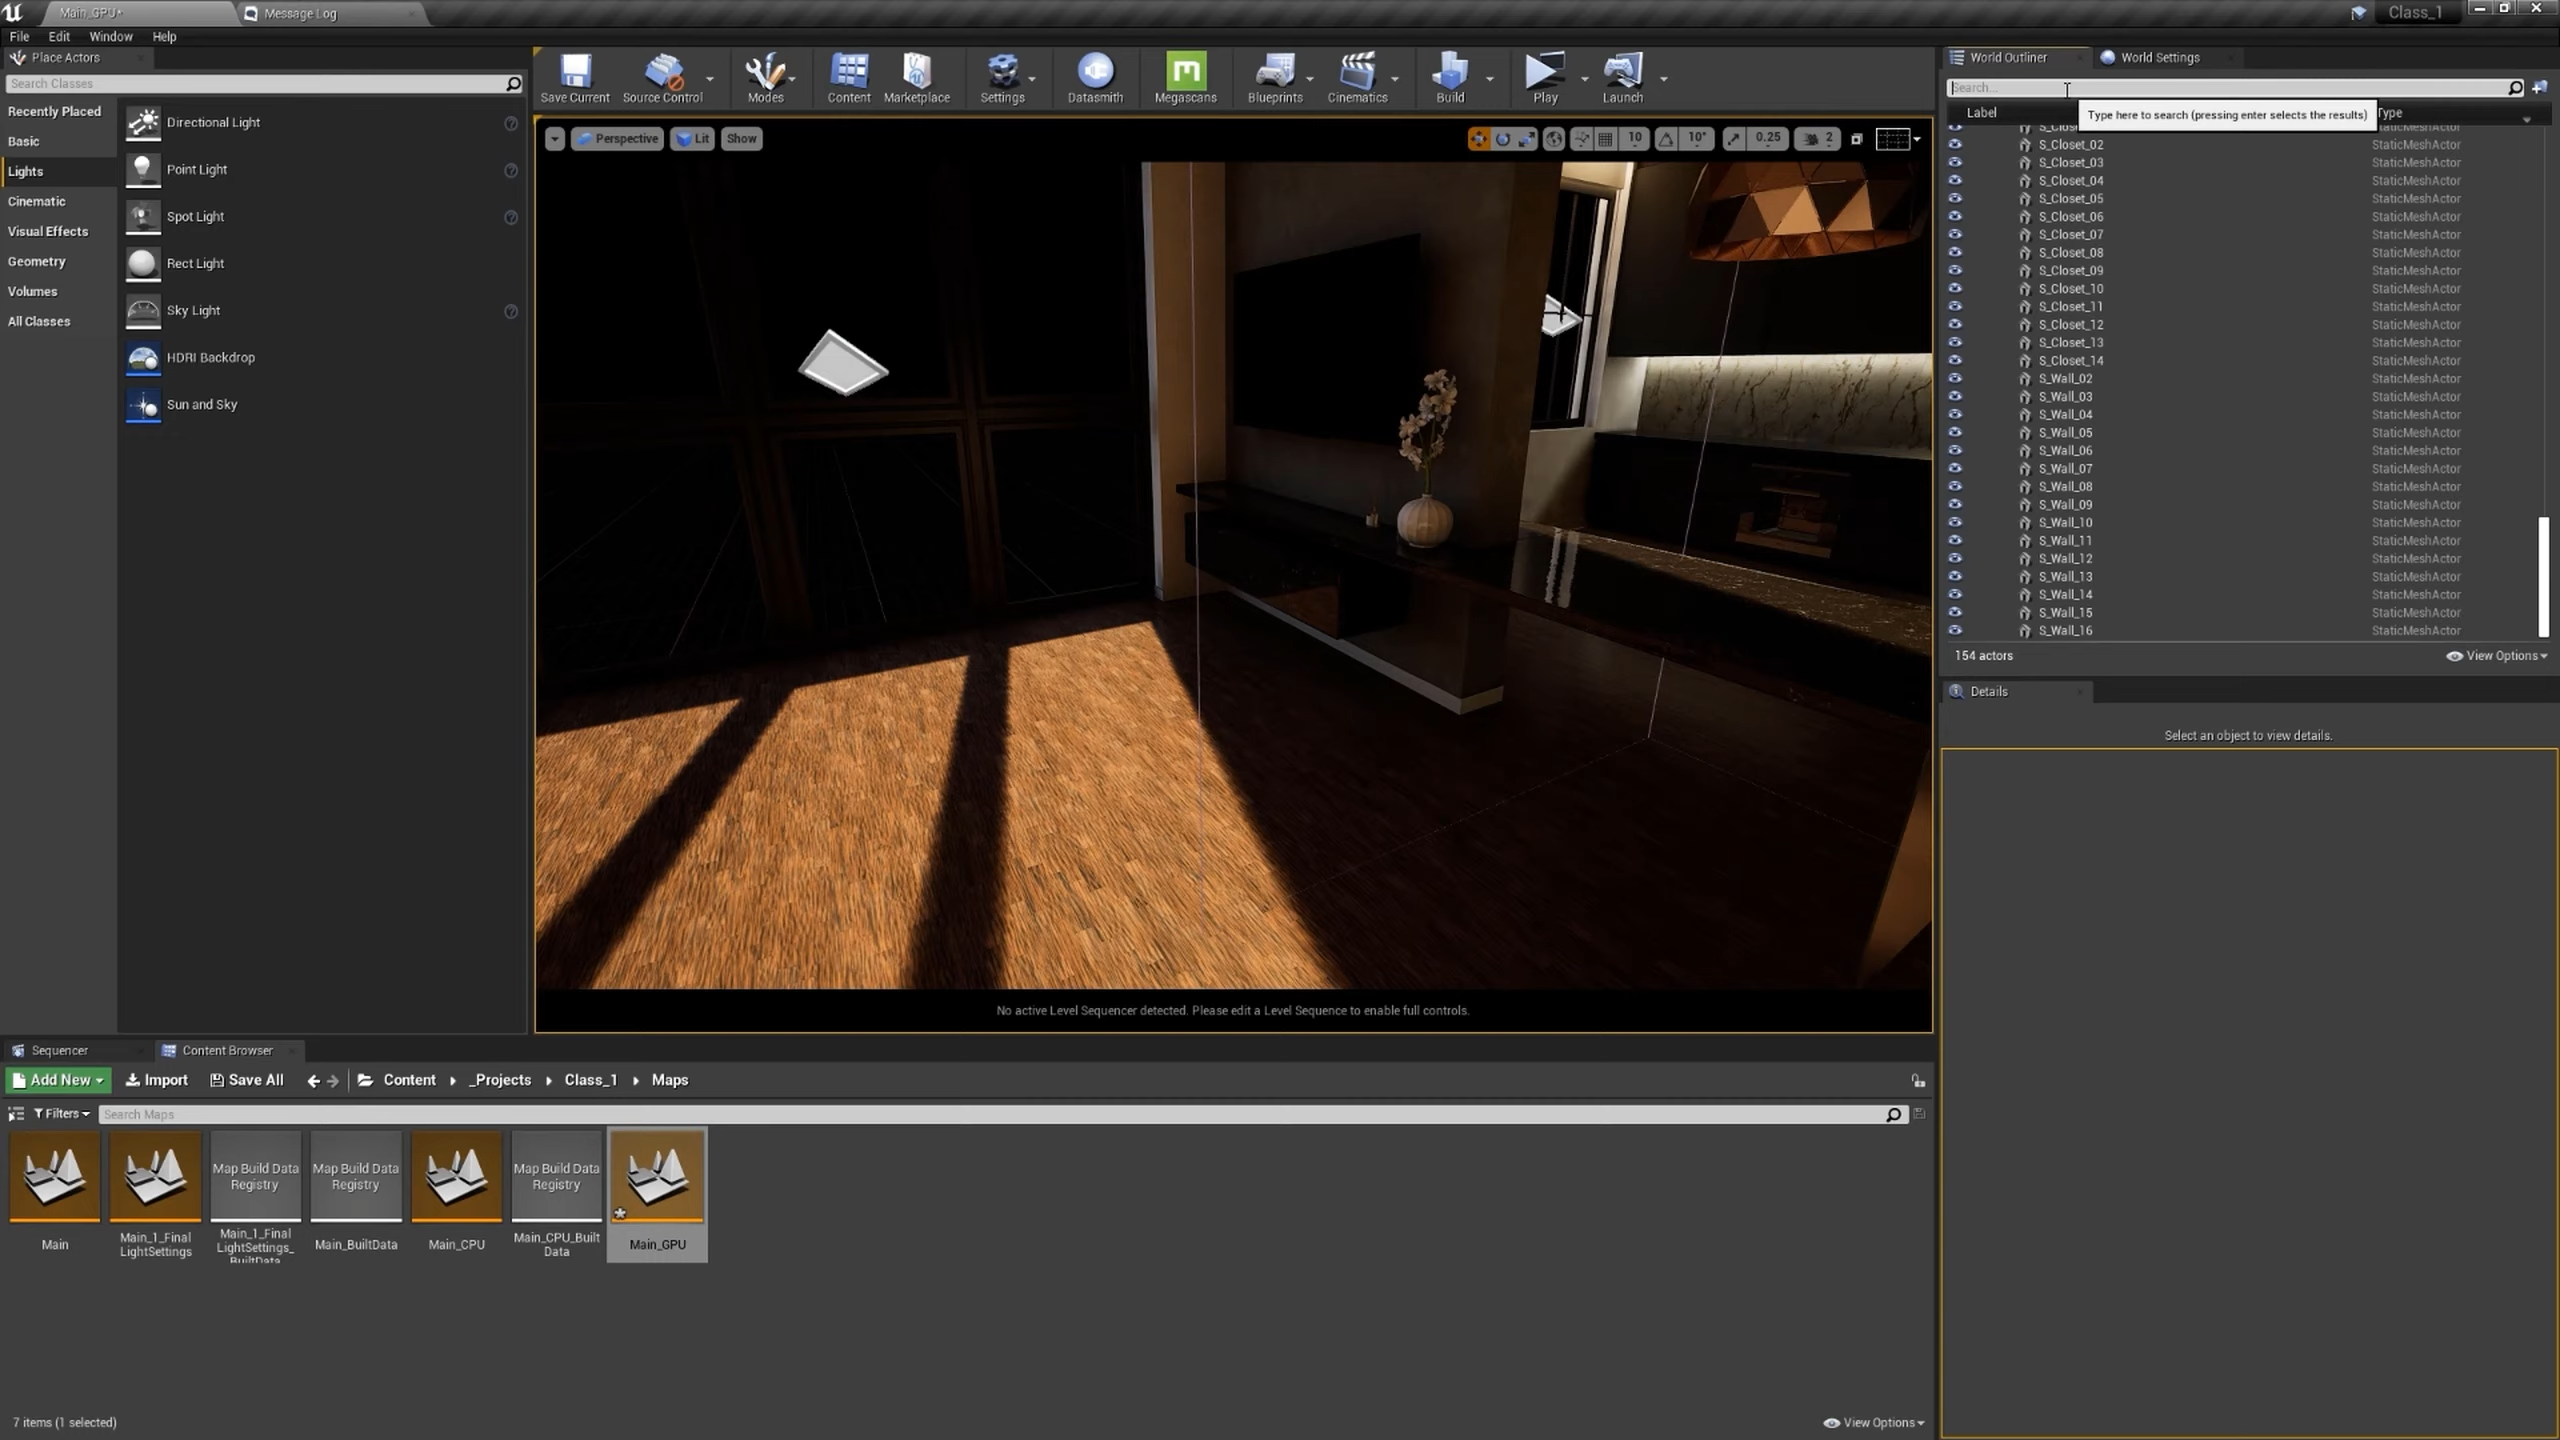 Main_GPU*
Message Log
Class_1
File
Edit
Window
Help
Place Actors
Search Classes
Recently Placed
Basic
Lights
Cinematic
Visual Effects
Geometry
Volumes
All Classes
Directional Light
Point Light
Spot Light
Rect Light
Sky Light
HDRI Backdrop
Sun and Sky
Save Current
Source Control
Modes
Content
Marketplace
Settings
Datasmith
Megascans
Blueprints
Cinematics
Build
Play
Launch
Perspective
Lit
Show
10
10°
0.25
2
No active Level Sequencer detected. Please edit a Level Sequence to enable full controls.
World Outliner
World Settings
Search...
Label
Type
Type here to search (pressing enter selects the results)
S_Closet_02 StaticMeshActor
S_Closet_03 StaticMeshActor
S_Closet_04 StaticMeshActor
S_Closet_05 StaticMeshActor
S_Closet_06 StaticMeshActor
S_Closet_07 StaticMeshActor
S_Closet_08 StaticMeshActor
S_Closet_09 StaticMeshActor
S_Closet_10 StaticMeshActor
S_Closet_11 StaticMeshActor
S_Closet_12 StaticMeshActor
S_Closet_13 StaticMeshActor
S_Closet_14 StaticMeshActor
S_Wall_02 StaticMeshActor
S_Wall_03 StaticMeshActor
S_Wall_04 StaticMeshActor
S_Wall_05 StaticMeshActor
S_Wall_06 StaticMeshActor
S_Wall_07 StaticMeshActor
S_Wall_08 StaticMeshActor
S_Wall_09 StaticMeshActor
S_Wall_10 StaticMeshActor
S_Wall_11 StaticMeshActor
S_Wall_12 StaticMeshActor
S_Wall_13 StaticMeshActor
S_Wall_14 StaticMeshActor
S_Wall_15 StaticMeshActor
S_Wall_16 StaticMeshActor
154 actors
View Options
Details
Select an object to view details.
Sequencer
Content Browser
Add New
Import
Save All
Content
_Projects
Class_1
Maps
Filters
Search Maps
Main
Main_1_Final
LightSettings
Map Build Data
Registry
Main_1_Final
LightSettings_
BuiltData
Map Build Data
Registry
Main_BuiltData
Main_CPU
Map Build Data
Registry
Main_CPU_Built
Data
Main_GPU
7 items (1 selected)
View Options